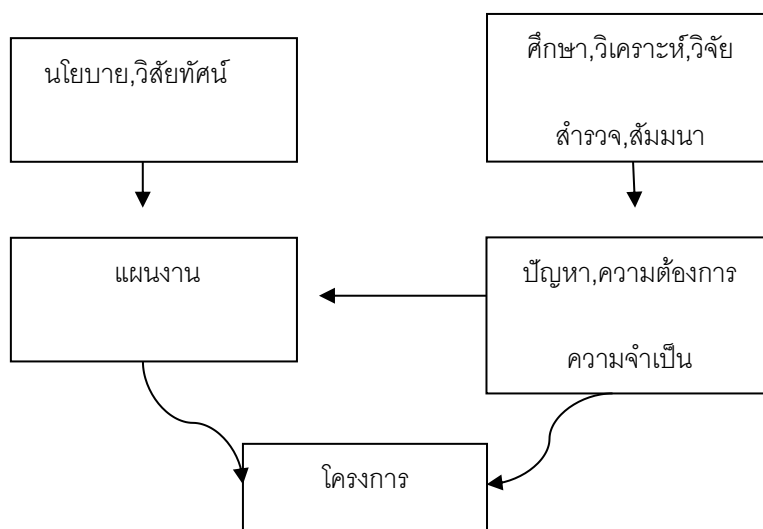 นโยบาย,วิสัยทัศน์
ศึกษา,วิเคราะห์,วิจัย
สำรวจ,สัมมนา
แผนงาน
ปัญหา,ความต้องการ
ความจำเป็น
โครงการ